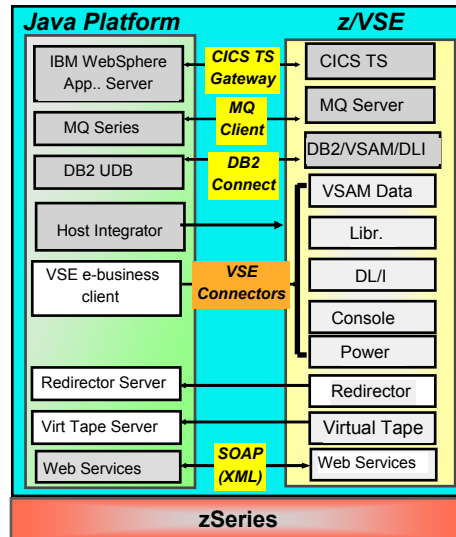 Java Platform
z/VSE
IBM WebSphere
App.. Server
CICS TS
Gateway
CICS TS
MQ Series
MQ
Client
MQ Server
DB2 UDB
DB2
Connect
DB2/VSAM/DLI
Host Integrator
VSE e-business
client
VSE
Connectors
VSAM Data
Libr.
DL/I
Console
Power
Redirector Server
Redirector
Virt Tape Server
Virtual Tape
Web Services
SOAP
(XML)
Web Services
zSeries